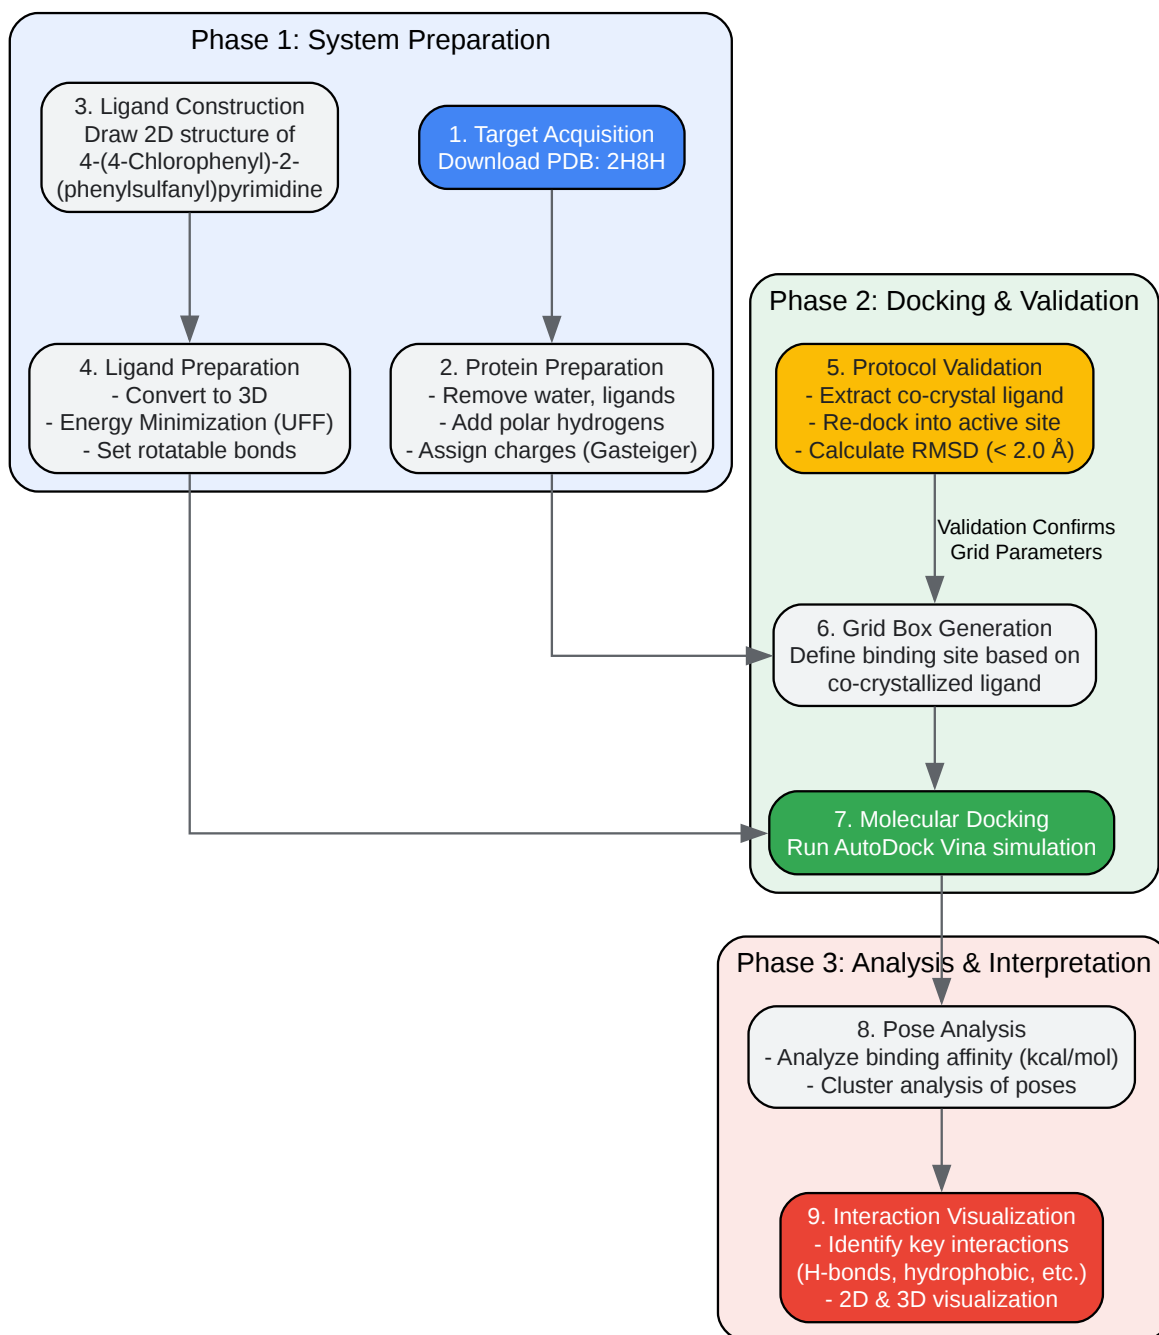 Phase 1: System Preparation
3. Ligand Construction
Draw 2D structure of
4-(4-Chlorophenyl)-2-
(phenylsulfanyl)pyrimidine
1. Target Acquisition
Download PDB: 2H8H
4. Ligand Preparation
- Convert to 3D
- Energy Minimization (UFF)
- Set rotatable bonds
2. Protein Preparation
- Remove water, ligands
- Add polar hydrogens
- Assign charges (Gasteiger)
Phase 2: Docking & Validation
5. Protocol Validation
- Extract co-crystal ligand
- Re-dock into active site
- Calculate RMSD (< 2.0 Å)
Validation Confirms
Grid Parameters
6. Grid Box Generation
Define binding site based on
co-crystallized ligand
7. Molecular Docking
Run AutoDock Vina simulation
Phase 3: Analysis & Interpretation
8. Pose Analysis
- Analyze binding affinity (kcal/mol)
- Cluster analysis of poses
9. Interaction Visualization
- Identify key interactions
(H-bonds, hydrophobic, etc.)
- 2D & 3D visualization